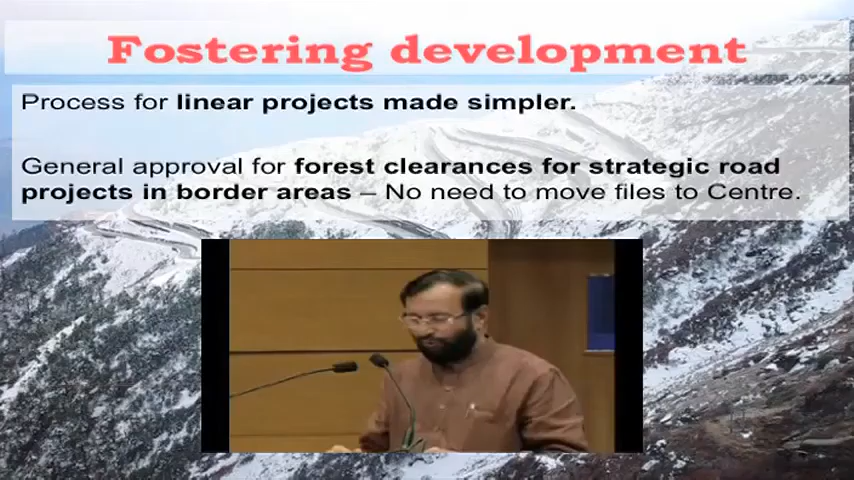 Fostering development
Process for linear projects made simpler.
General approval for forest clearances for strategic road
projects in border areas – No need to move files to Centre.